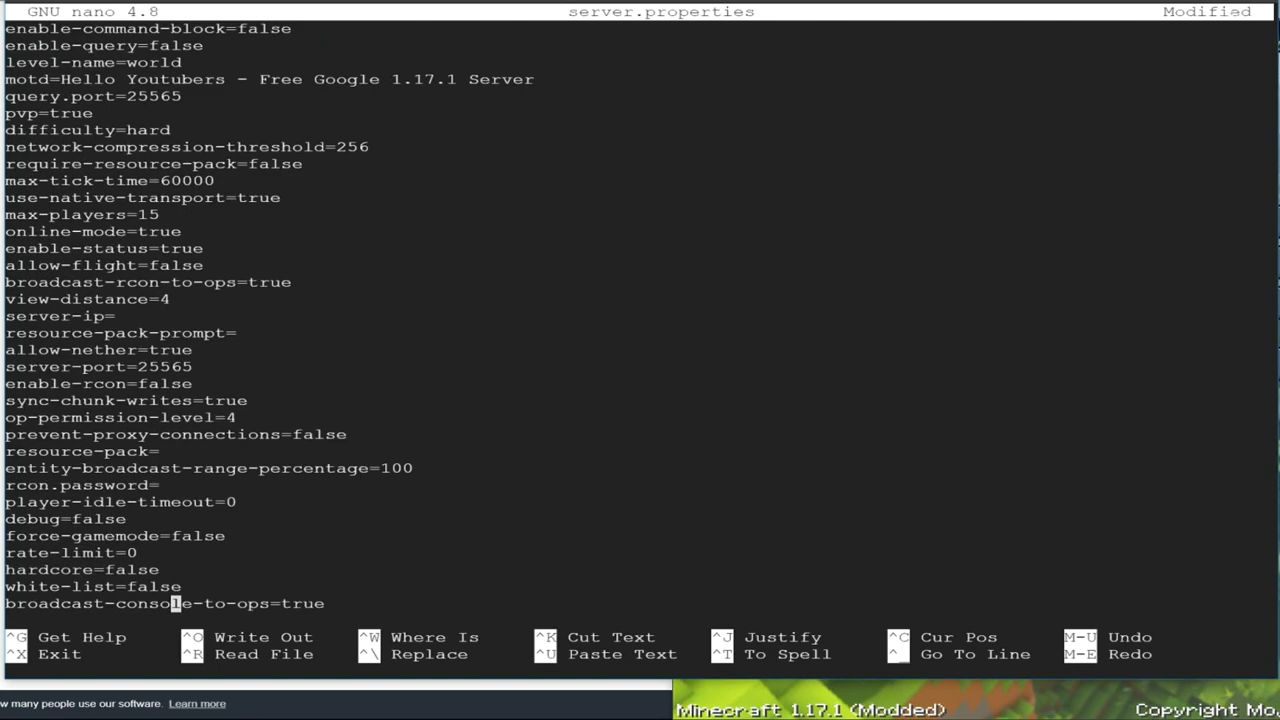 GNU nano 4.8 server.properties Modified
enable-command-block=false
enable-query=false
level-name=world
motd=Hello Youtubers - Free Google 1.17.1 Server
query.port=25565
pvp=true
difficulty=hard
network-compression-threshold=256
require-resource-pack=false
max-tick-time=60000
use-native-transport=true
max-players=15
online-mode=true
enable-status=true
allow-flight=false
broadcast-rcon-to-ops=true
view-distance=4
server-ip=
resource-pack-prompt=
allow-nether=true
server-port=25565
enable-rcon=false
sync-chunk-writes=true
op-permission-level=4
prevent-proxy-connections=false
resource-pack=
entity-broadcast-range-percentage=100
rcon.password=
player-idle-timeout=0
debug=false
force-gamemode=false
rate-limit=0
hardcore=false
white-list=false
broadcast-console-to-ops=true
^G Get Help ^O Write Out ^W Where Is ^K Cut Text ^J Justify ^C Cur Pos M-U Undo
^X Exit ^R Read File ^\ Replace ^U Paste Text ^T To Spell ^_ Go To Line M-E Redo
w many people use our software. Learn more
Minecraft 1.17.1 (Modded) Copyright Mo